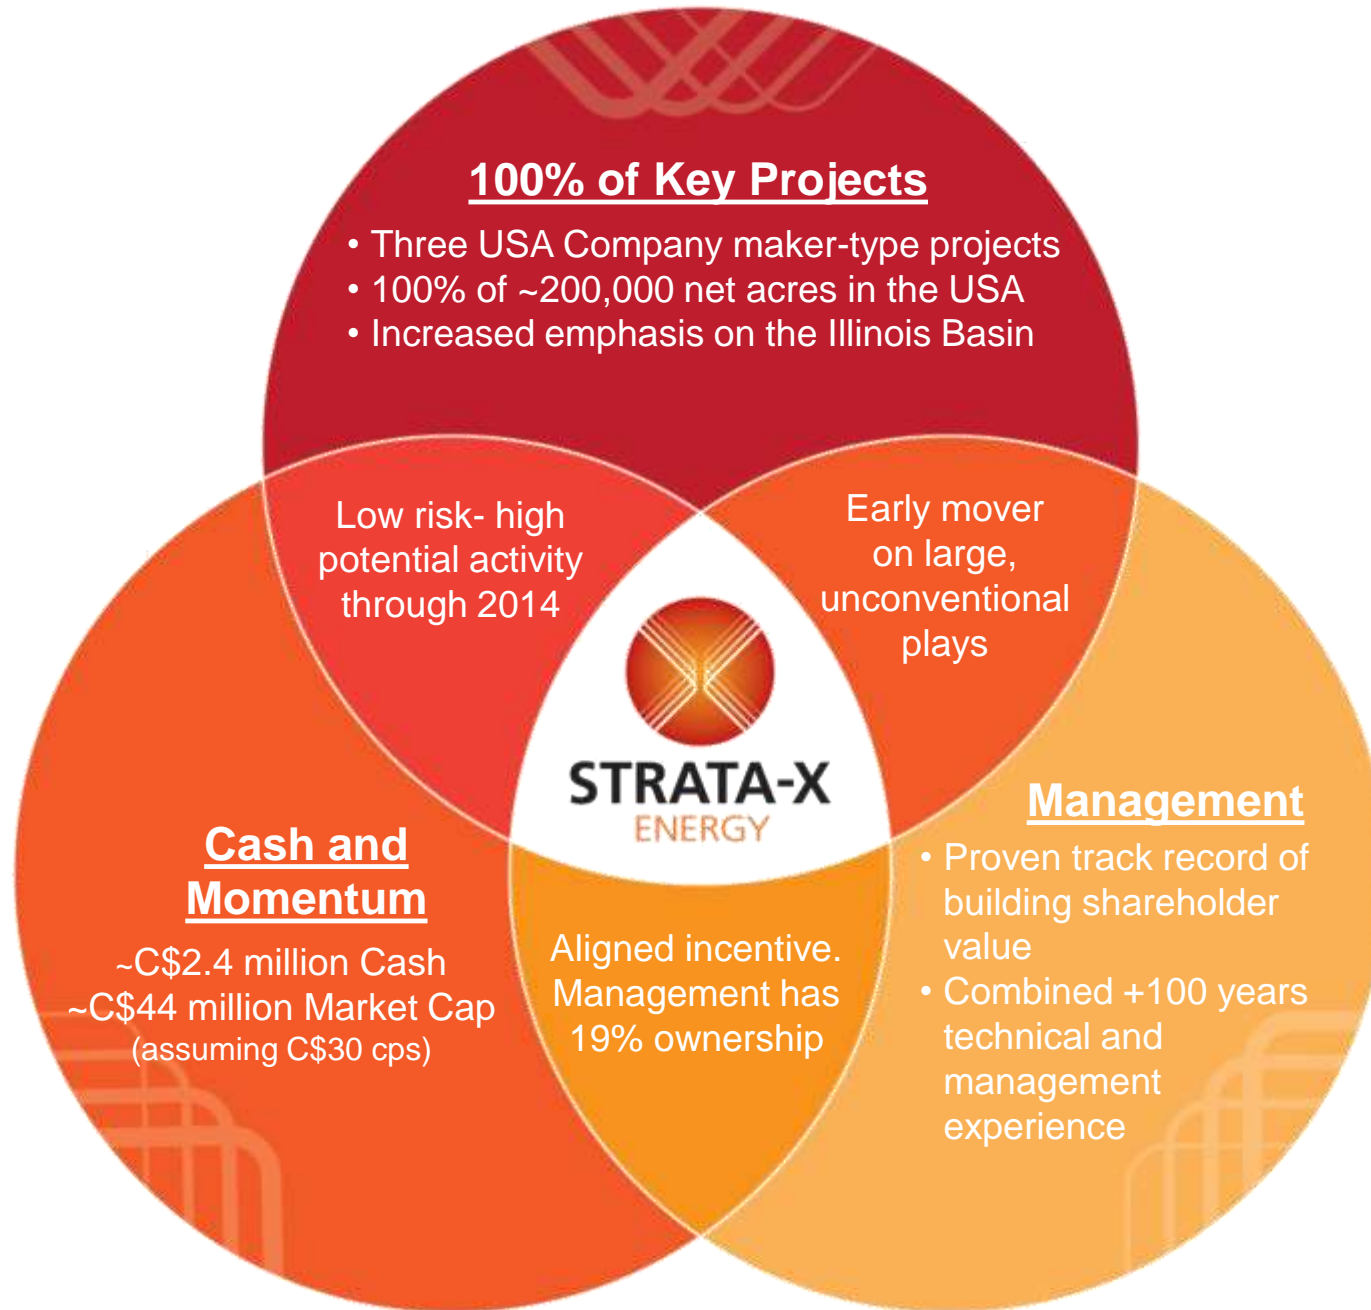 100% of Key Projects
• Three USA Company maker-type projects
• 100% of ~200,000 net acres in the USA
• Increased emphasis on the Illinois Basin
Low risk- high
potential activity
through 2014
Early mover
on large,
unconventional
plays
STRATA-X
ENERGY
Cash and
Momentum
~C$2.4 million Cash
~C$44 million Market Cap
(assuming C$30 cps)
Aligned incentive.
Management has
19% ownership
Management
• Proven track record of
building shareholder
value
• Combined +100 years
technical and
management
experience